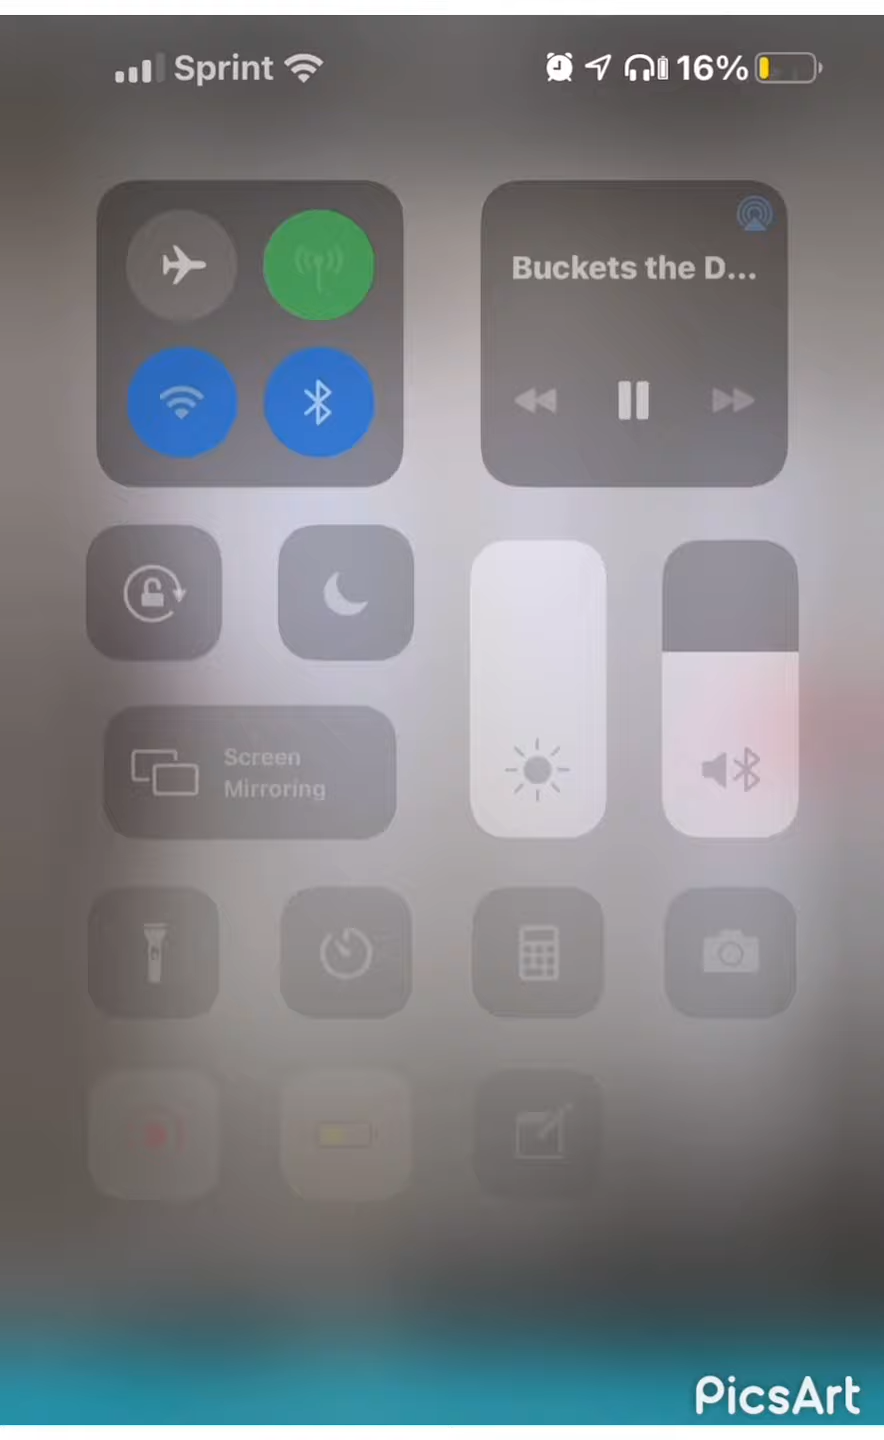 Sprint 16%
Buckets the D...
Screen
Mirroring
PicsArt